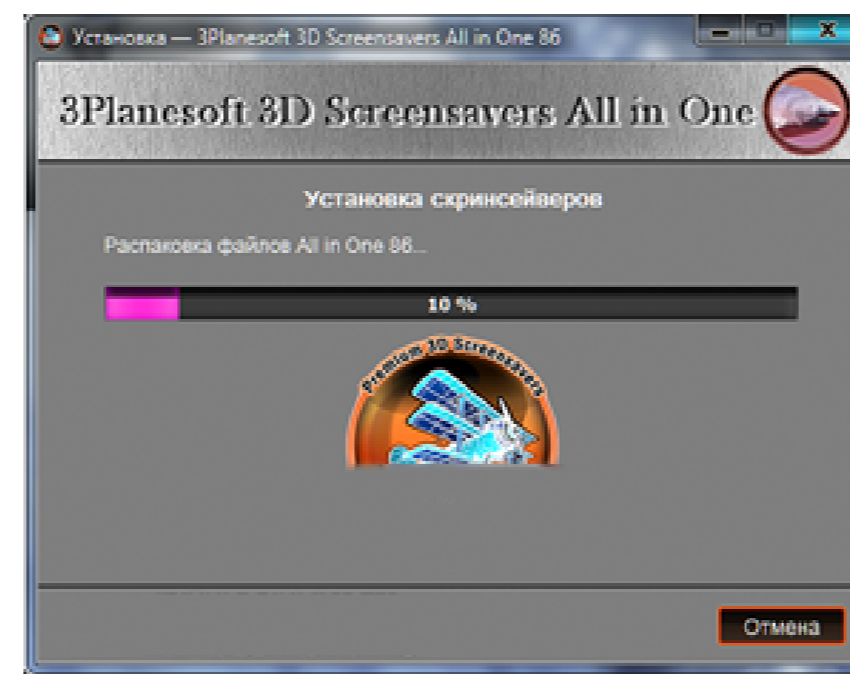 Установка — 3Planesoft 3D Screensavers All in One 86
3Planesoft 3D Screensavers All in One
Установка скринсейверов
Распаковка файлов All in One 86...
10 %
Premium 3D Screensavers
Отмена